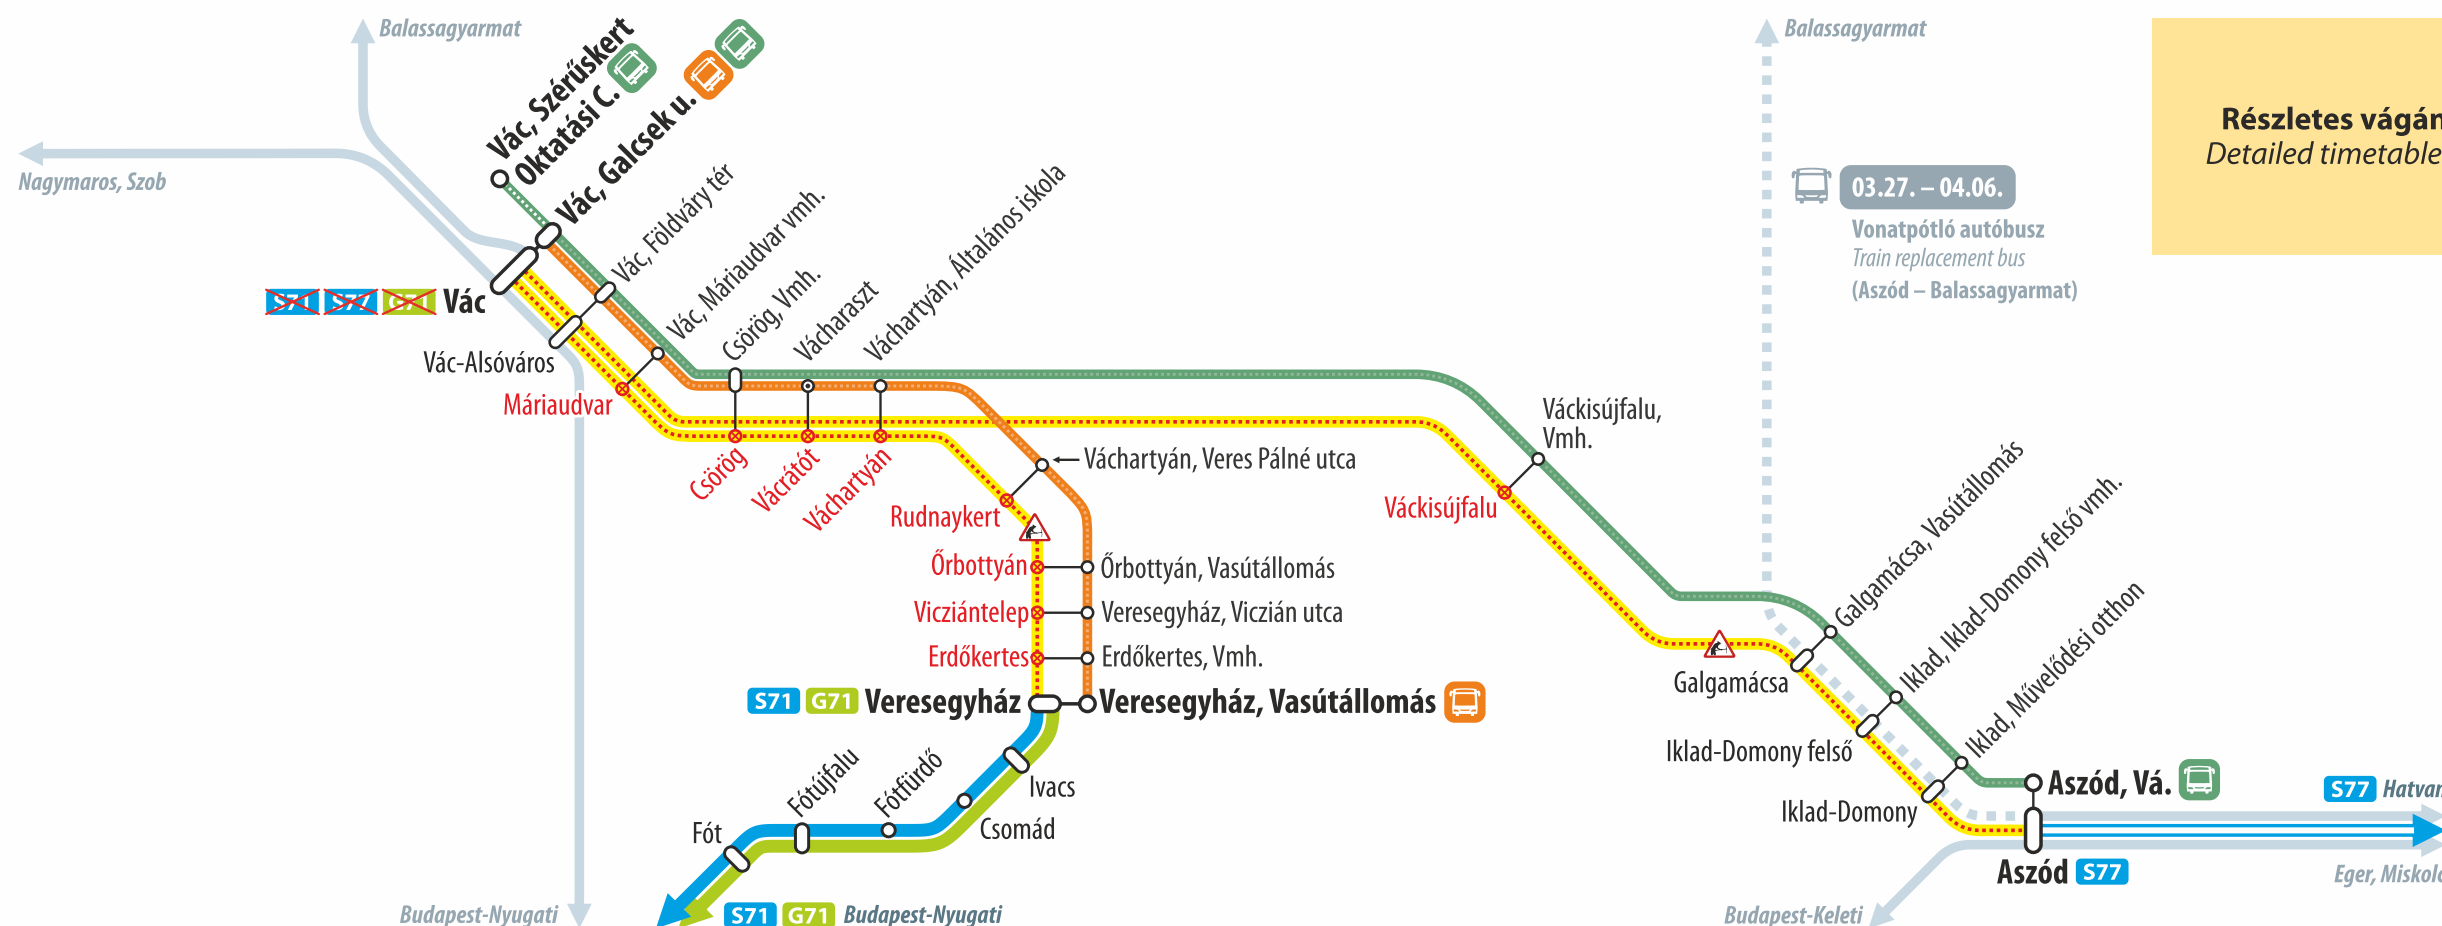 Balassagyarmat
Nagymaros, Szob
Vác, Szérűskert
Oktatási C.
Vác, Galcsek u.
Vác, Földváry tér
Vác, Máriaudvar vmh.
Csörög, Vmh.
Vácharaszt
Váchartyán, Általános iskola
S71 S77 G71 Vác
Vác-Alsóváros
Máriaudvar
Csörög
Vácrátót
Váchartyán
Rudnaykert
Váchartyán, Veres Pálné utca
Őrbottyán
Őrbottyán, Vasútállomás
Vicziántelep
Veresegyház, Viczián utca
Erdőkertes
Erdőkertes, Vmh.
S71 G71 Veresegyház
Veresegyház, Vasútállomás
Ivacs
Csomád
Fótfürdő
Fótújfalu
Fót
S71 G71 Budapest-Nyugati
Budapest-Nyugati
Balassagyarmat
03.27. – 04.06.
Vonatpótló autóbusz
Train replacement bus
(Aszód – Balassagyarmat)
Részletes vágán
Detailed timetable
Váckisújfalu,
Vmh.
Váckisújfalu
Galgamácsa, Vasútállomás
Galgamácsa
Iklad, Iklad-Domony felső vmh.
Iklad-Domony felső
Iklad, Művelődési otthon
Iklad-Domony
Aszód, Vá.
Aszód S77
S77 Hatvan
Eger, Miskolc
Budapest-Keleti